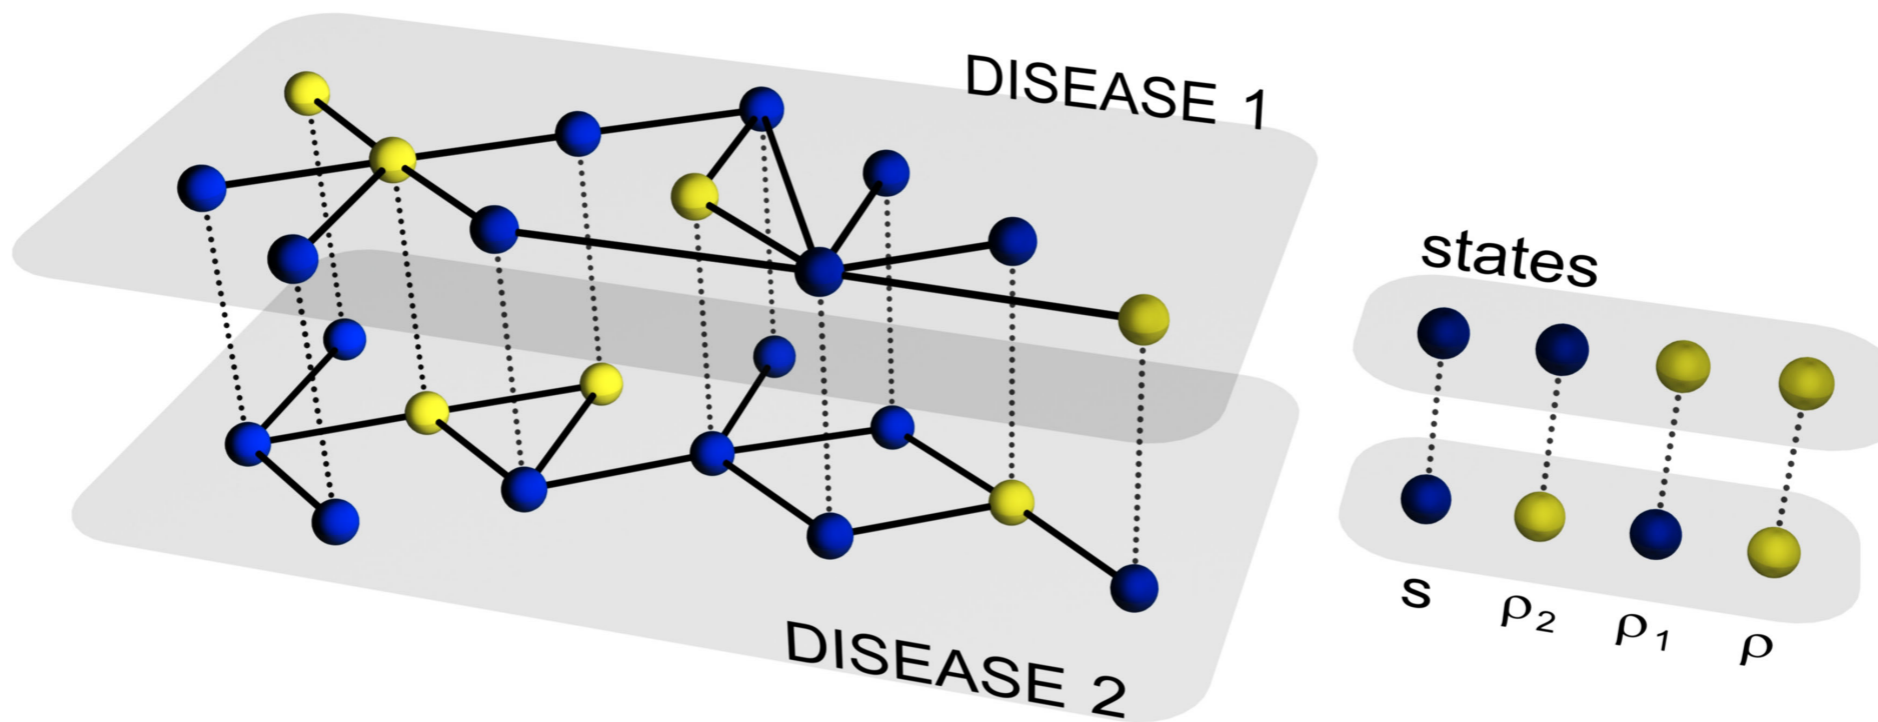 DISEASE 1
DISEASE 2
states
s ρ₂ ρ₁ ρ